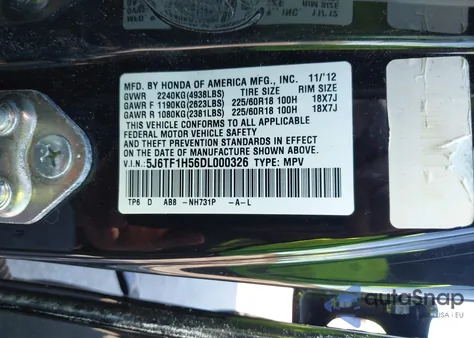 MFD. BY HONDA OF AMERICA MFG., INC. 11/'12
GVWR 2240KG(4938LBS) TIRE SIZE RIM SIZE
GAWR F 1190KG(2623LBS) 225/60R18 100H 18X7J
GAWR R 1080KG(2381LBS) 225/60R18 100H 18X7J
THIS VEHICLE CONFORMS TO ALL APPLICABLE
FEDERAL MOTOR VEHICLE SAFETY, BUMPER, AND
THEFT PREVENTION STANDARDS IN EFFECT ON
THE DATE OF MANUFACTURE SHOWN ABOVE.
V.I.N.: 5J6TF1H56DL000326 TYPE: MPV
TP6 D AB8 -NH731P -A-L
autoSnap